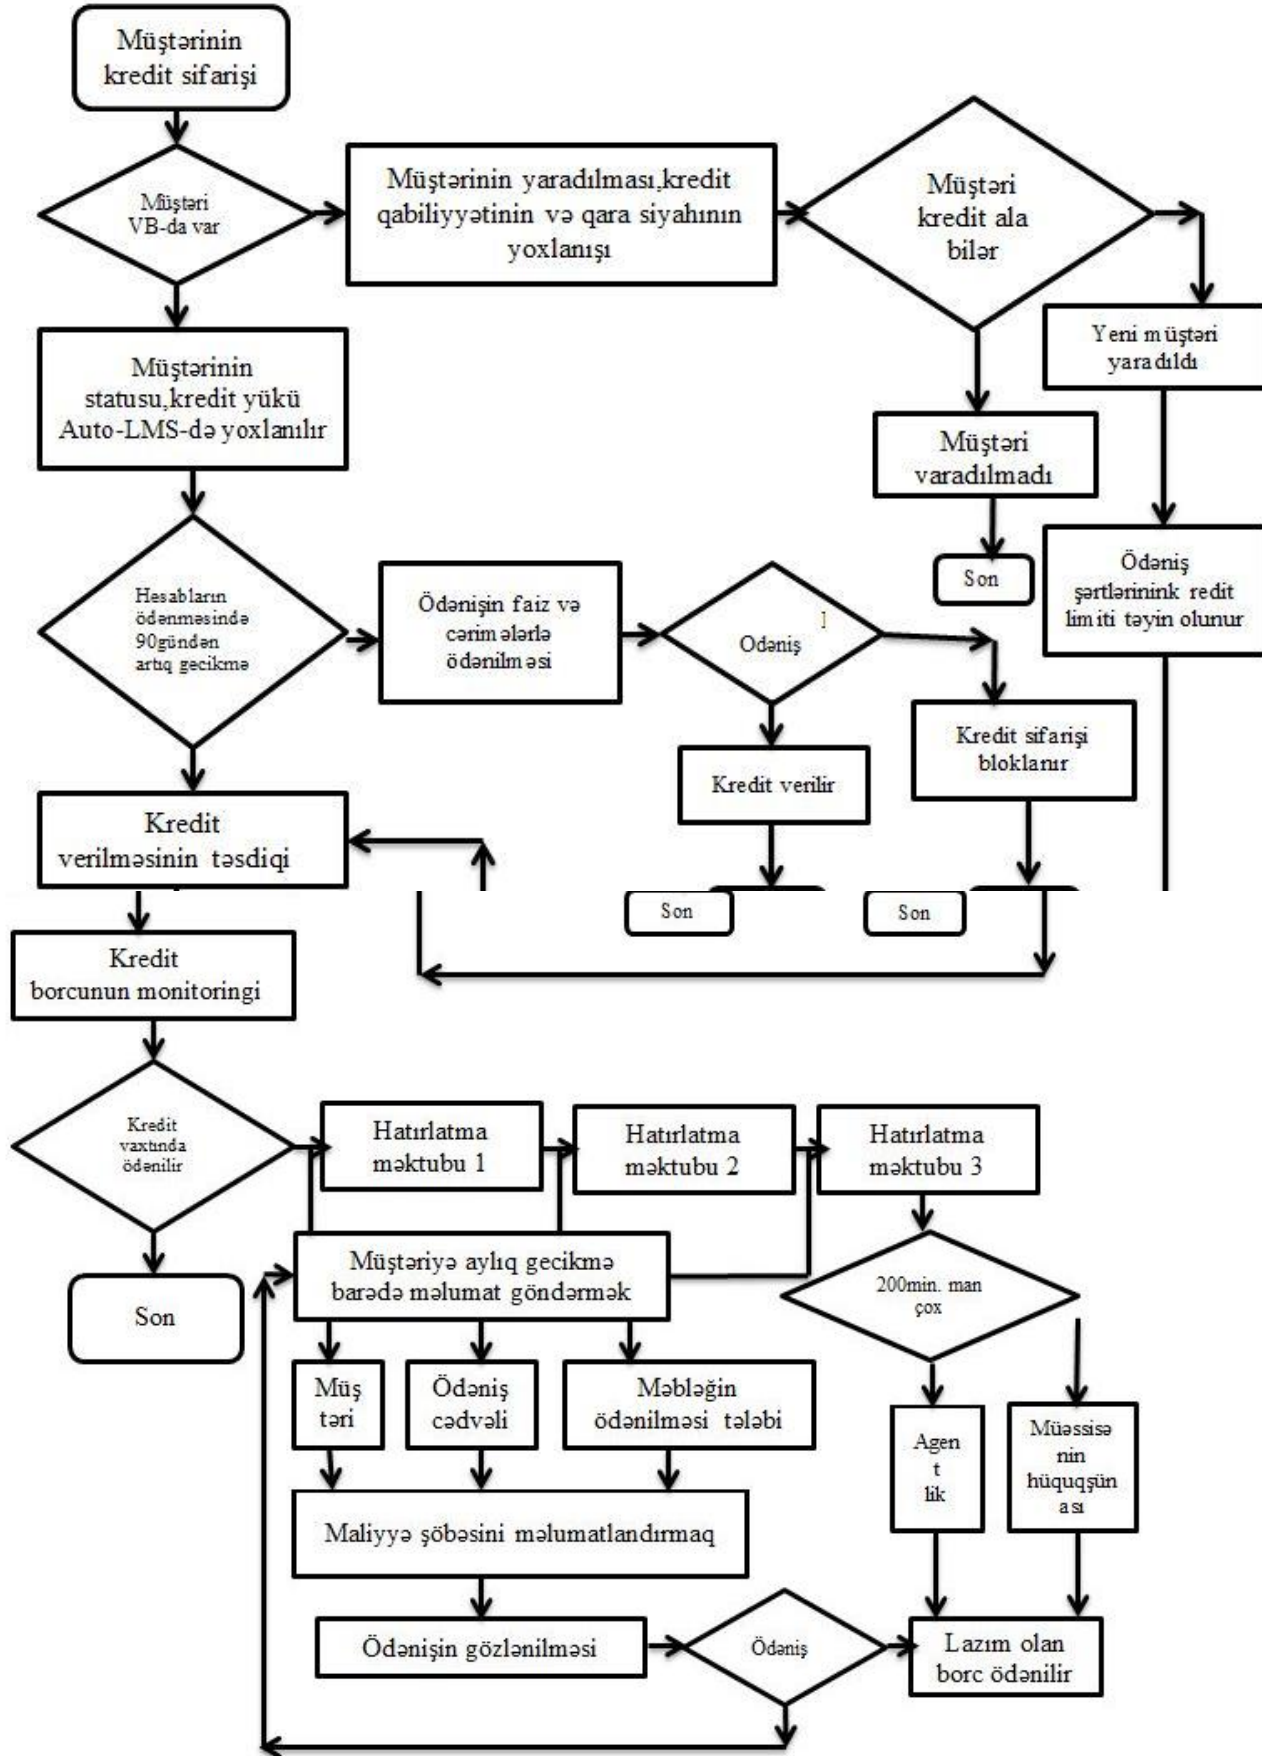 Müştərinin
kredit sifarişi
Müştəri
VB-da var
Müştərinin yaradılması,kredit
qabiliyyətinin və qara siyahının
yoxlanışı
Müştəri
kredit ala
bilər
Yeni müştəri
yaradıldı
Müştərinin
statusu,kredit yükü
Auto-LMS-də yoxlanılır
Müştəri
varadılmadı
Son
Ödəniş
şərtlərinink redit
limiti təyin olunur
Hesabların
ödənməsində
90gündən
artıq gecikmə
Ödənişin faiz və
cərimələrlə
ödənilməsi
Odəniş
Kredit sifarişi
bloklanır
Kredit verilir
Kredit
verilməsinin təsdiqi
Son
Son
Kredit
borcunun monitoringi
Kredit
vaxtında
ödənilir
Hatırlatma
məktubu 1
Hatırlatma
məktubu 2
Hatırlatma
məktubu 3
Müştəriyə aylıq gecikmə
barədə məlumat göndərmək
200min. man
çox
Son
Müş
təri
Ödəniş
cədvəli
Məbləğin
ödənilməsi tələbi
Agen
t
lik
Müəssisə
nin
hüquqşün
ası
Maliyyə şöbəsini məlumatlandırmaq
Ödənişin gözlənilməsi
Ödəniş
Lazım olan
borc ödənilir